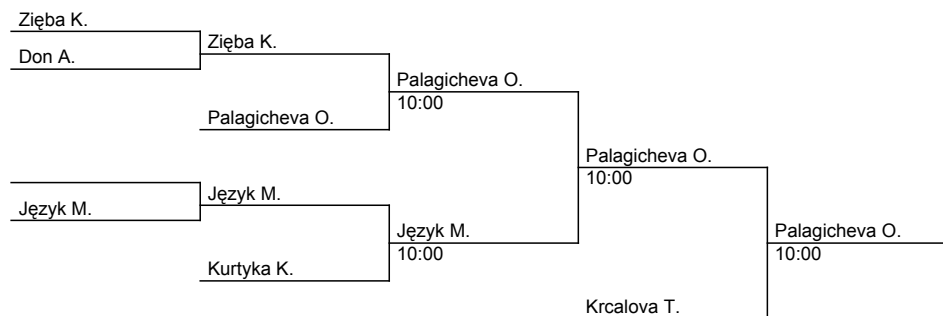 Zięba K.
Don A.
Zięba K.
Palagicheva O.
Palagicheva O.
10:00
Język M.
Język M.
Kurtyka K.
Język M.
10:00
Palagicheva O.
10:00
Krcalova T.
Palagicheva O.
10:00